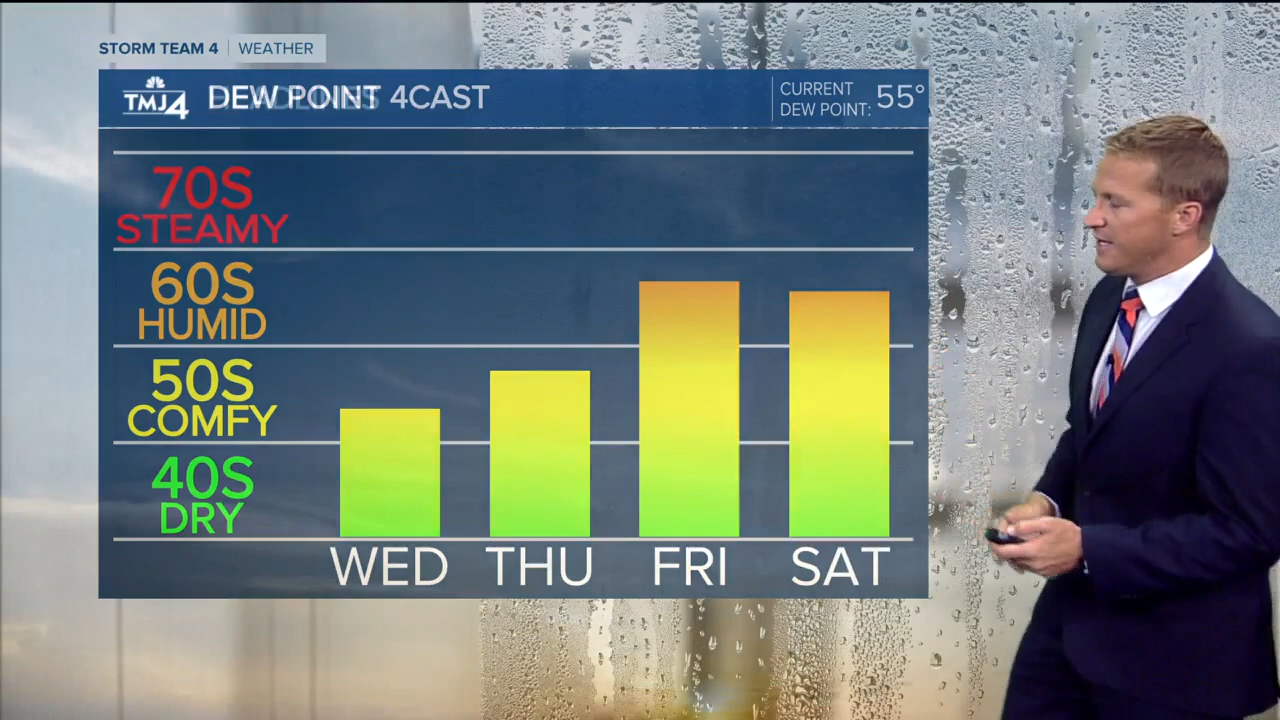 STORM TEAM 4 | WEATHER
TMJ4
DEW POINT 4CAST
CURRENT
DEW POINT: 55°
70S
STEAMY
60S
HUMID
50S
COMFY
40S
DRY
WED THU FRI SAT